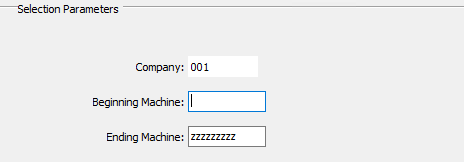 Selection Parameters
Company: 001
Beginning Machine:
Ending Machine: zzzzzzzzz